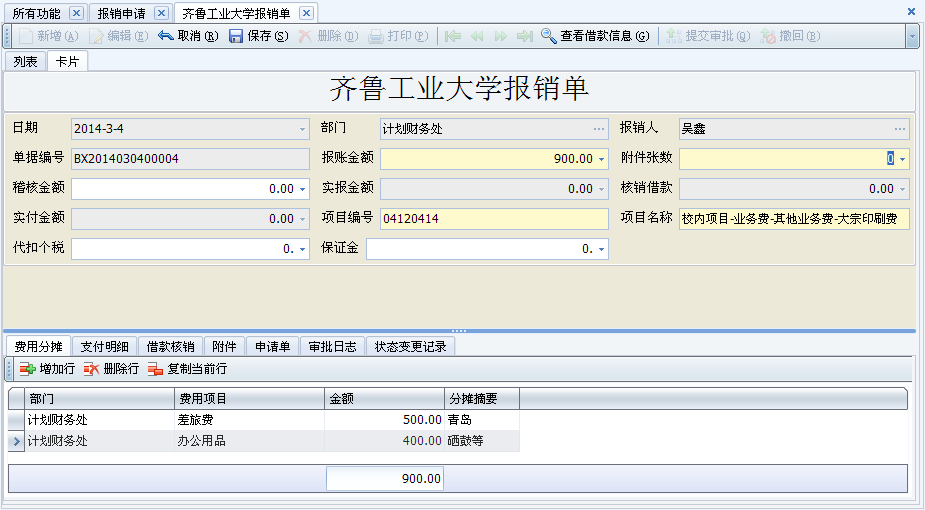 所有功能 报销申请 齐鲁工业大学报销单
新增(A) 编辑(E) 取消(R) 保存(S) 删除(D) 打印(P) 查看借款信息(G) 提交审批(Q) 撤回(B)
列表 卡片
齐鲁工业大学报销单
日期 2014-3-4 部门 计划财务处 报销人 吴鑫
单据编号 BX2014030400004 报账金额 900.00 附件张数 0
稽核金额 0.00 实报金额 0.00 核销借款 0.00
实付金额 0.00 项目编号 04120414 项目名称 校内项目-业务费-其他业务费-大宗印刷费
代扣个税 0. 保证金 0.
费用分摊 支付明细 借款核销 附件 申请单 审批日志 状态变更记录
增加行 删除行 复制当前行
部门 费用项目 金额 分摊摘要
计划财务处 差旅费 500.00 青岛
计划财务处 办公用品 400.00 硒鼓等
900.00